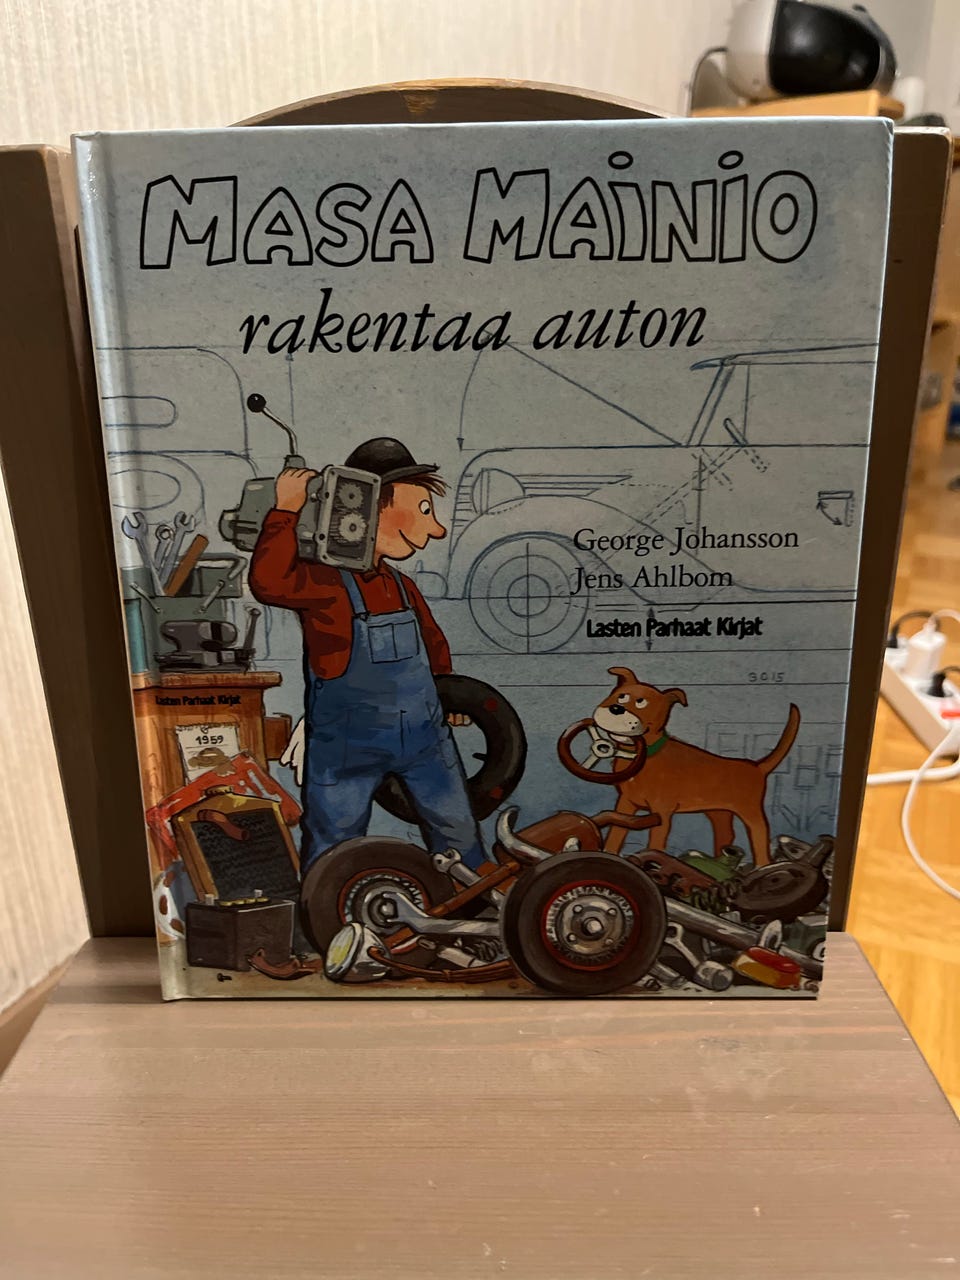 MASA MAINIO
rakentaa auton
George Johansson
Jens Ahlbom
Lasten Parhaat Kirjat
3015
Lasten Parhaat Kirjat
1959